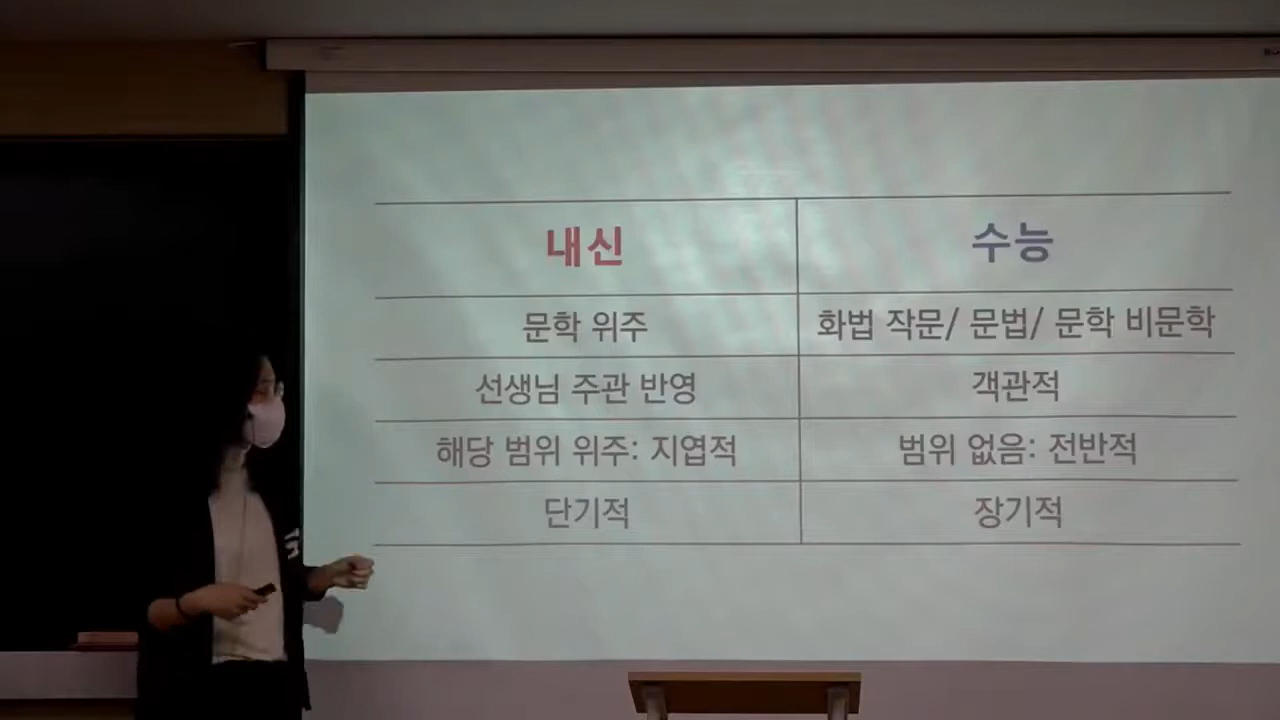 내신 수능
문학 위주 화법 작문/ 문법/ 문학 비문학
선생님 주관 반영 객관적
해당 범위 위주: 지엽적 범위 없음: 전반적
단기적 장기적